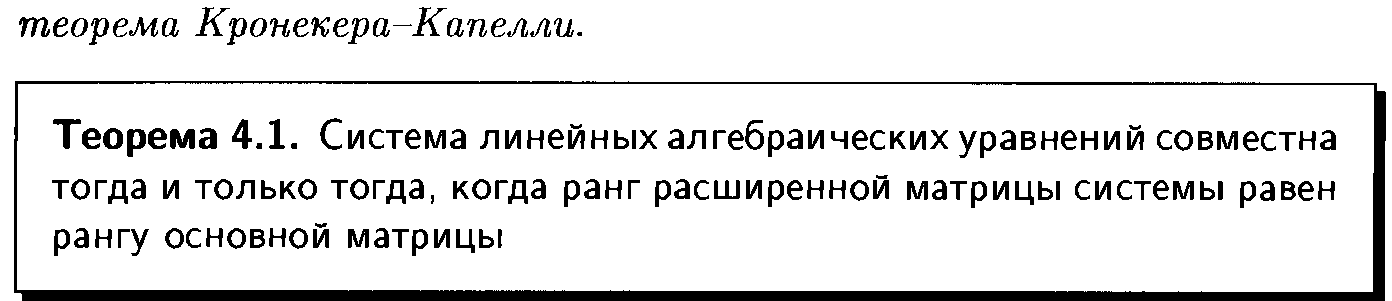 теорема Кронекера–Капелли.
Теорема 4.1. Система линейных алгебраических уравнений совместна
тогда и только тогда, когда ранг расширенной матрицы системы равен
рангу основной матрицы